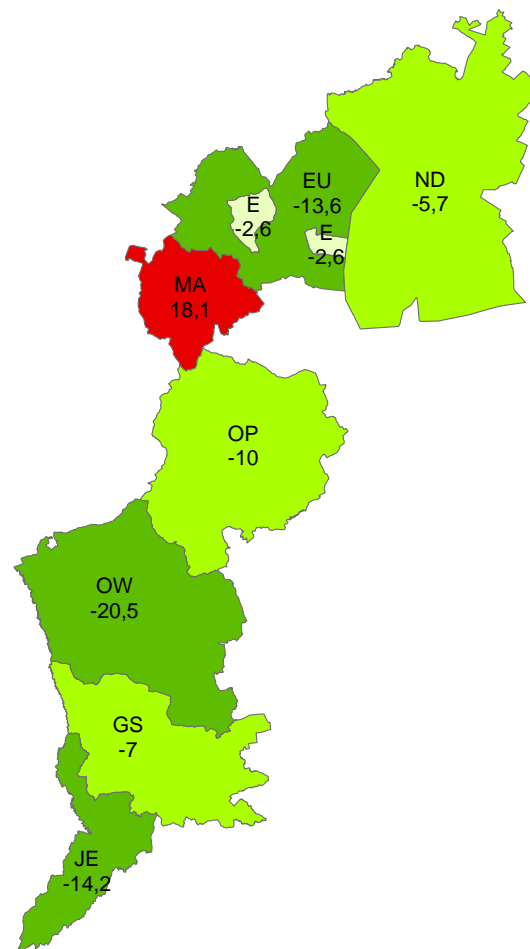 EU
-13,6
ND
-5,7
E
-2,6
E
-2,6
MA
18,1
OP
-10
OW
-20,5
GS
-7
JE
-14,2